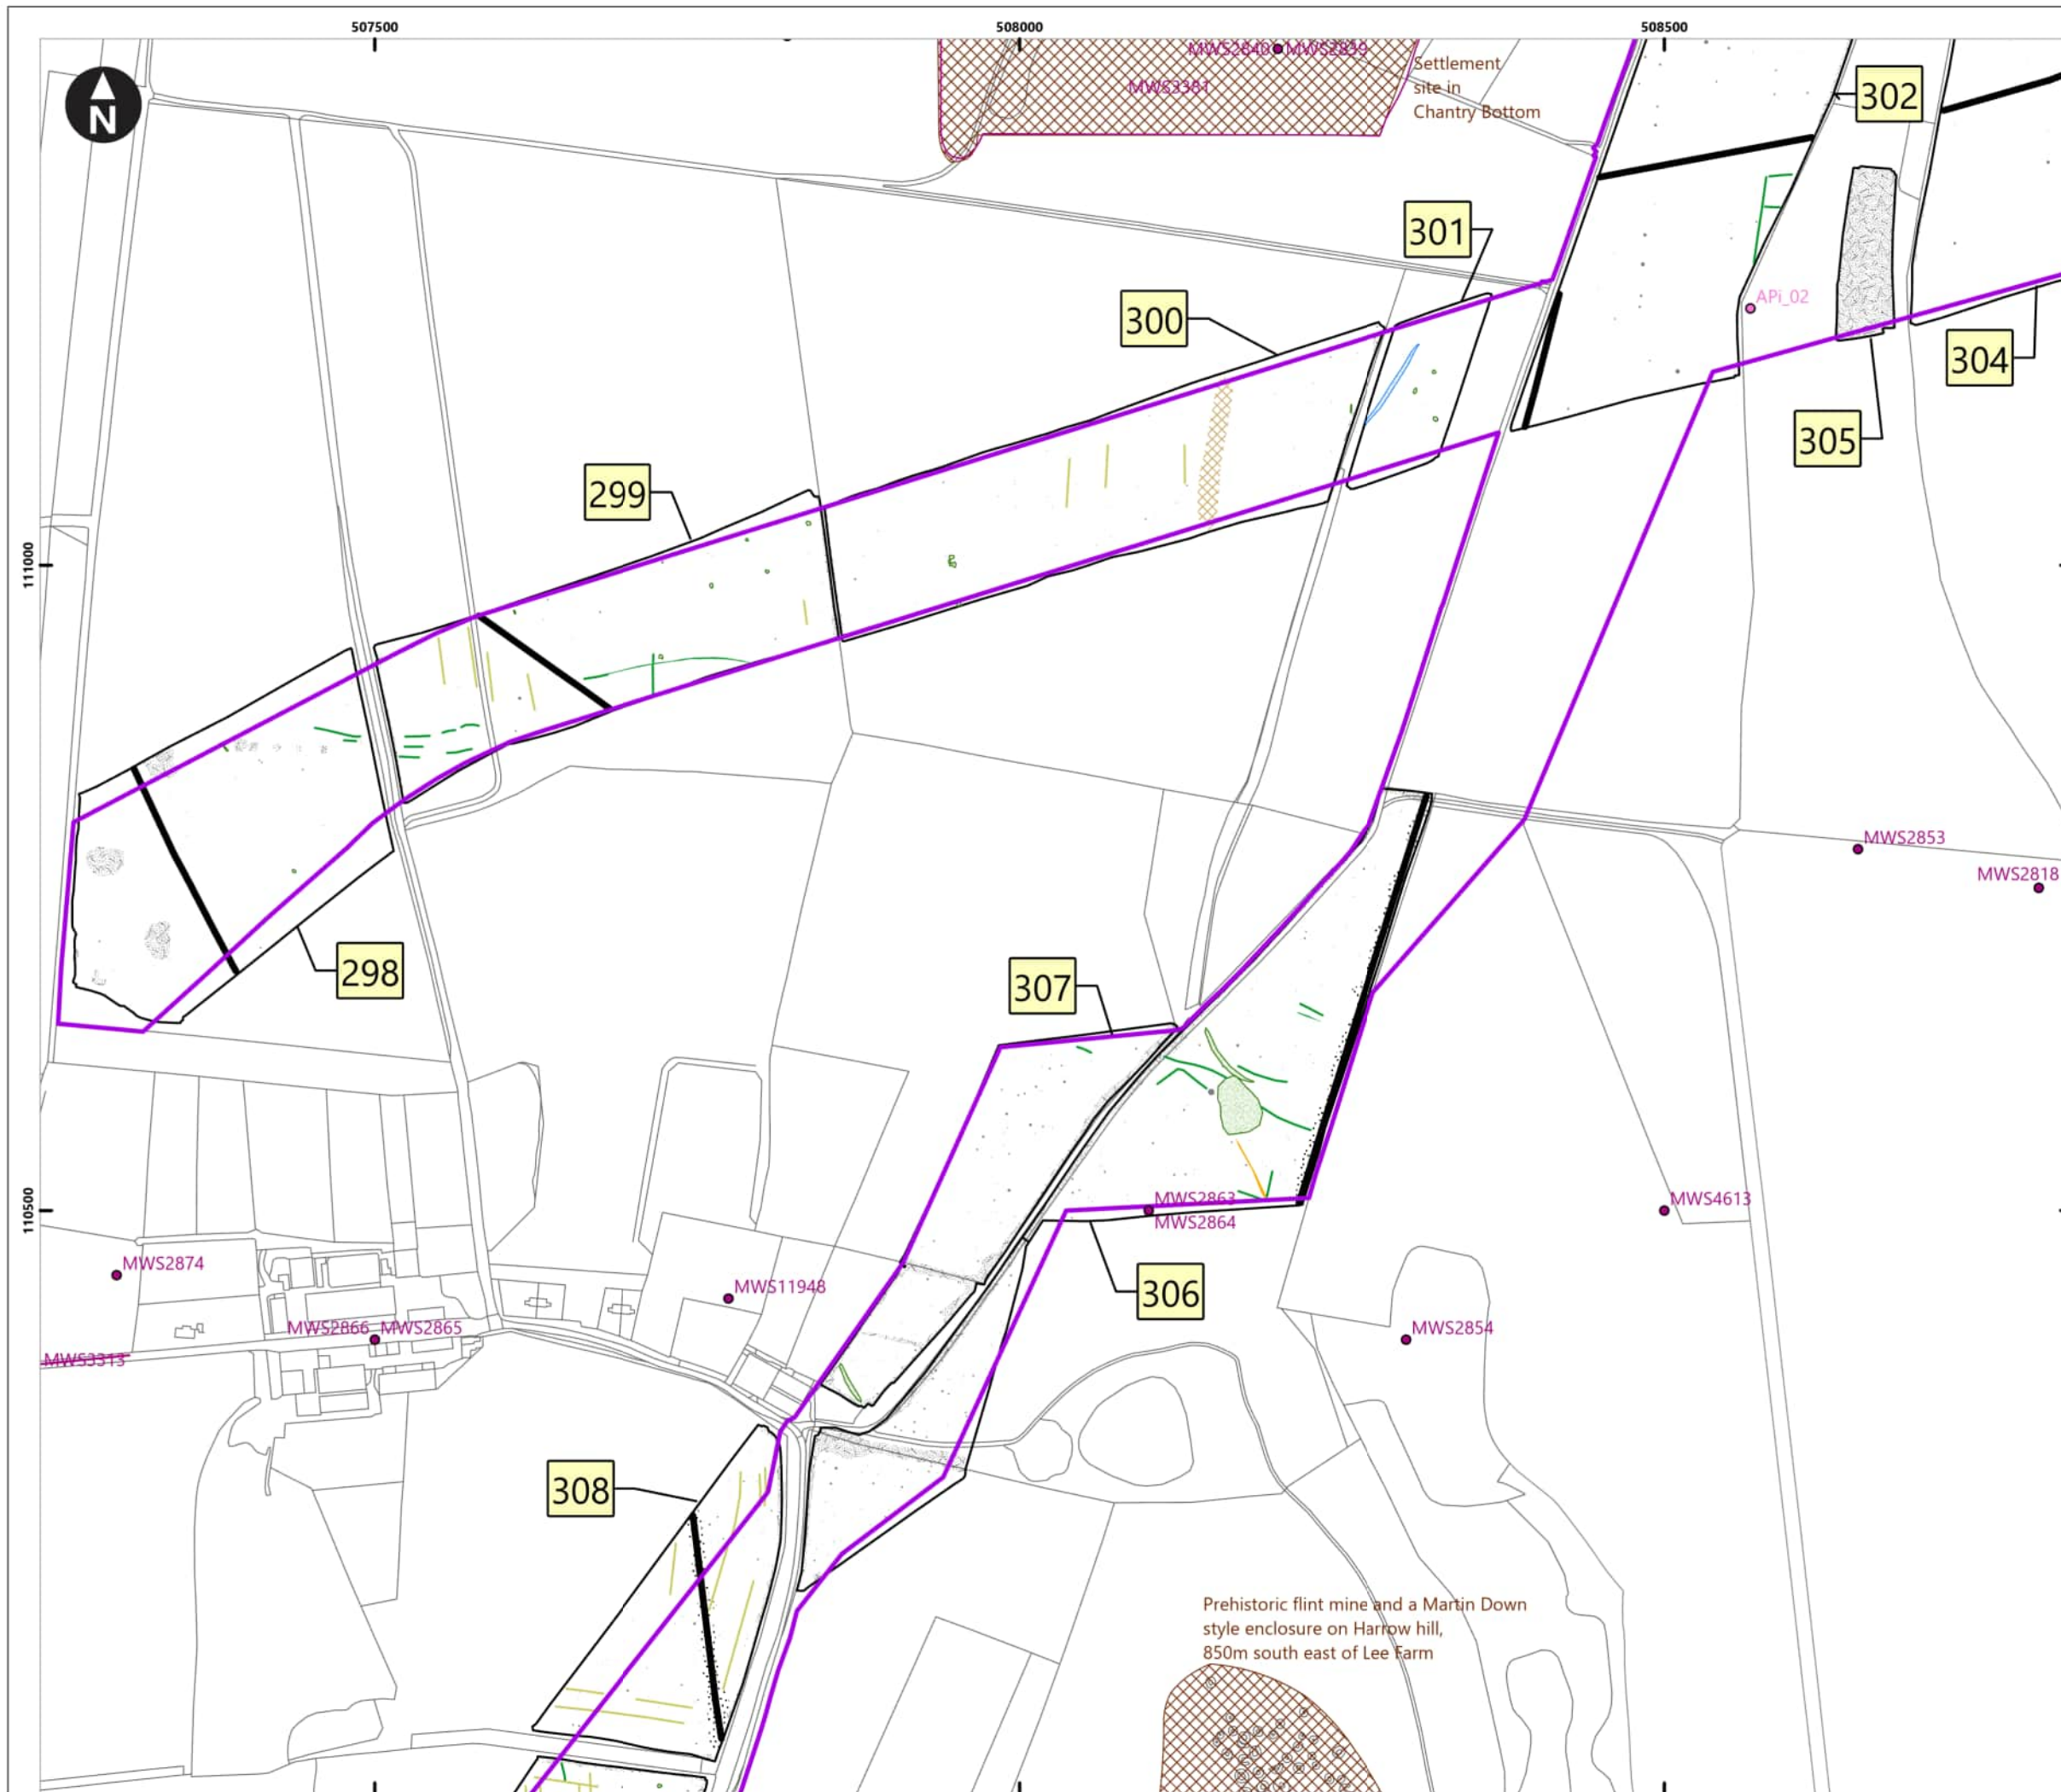 507500
508000
508500
N
MWS2840 MWS2839
MWS3381
Settlement
site in
Chantry Bottom
302
301
300
APi_02
304
305
299
111000
MWS2853
MWS2818
298
307
110500
MWS2863
MWS2864
MWS4613
MWS2874
MWS11948
306
MWS2866 MWS2865
MWS2854
MWS3313
308
Prehistoric flint mine and a Martin Down
style enclosure on Harrow hill,
850m south east of Lee Farm